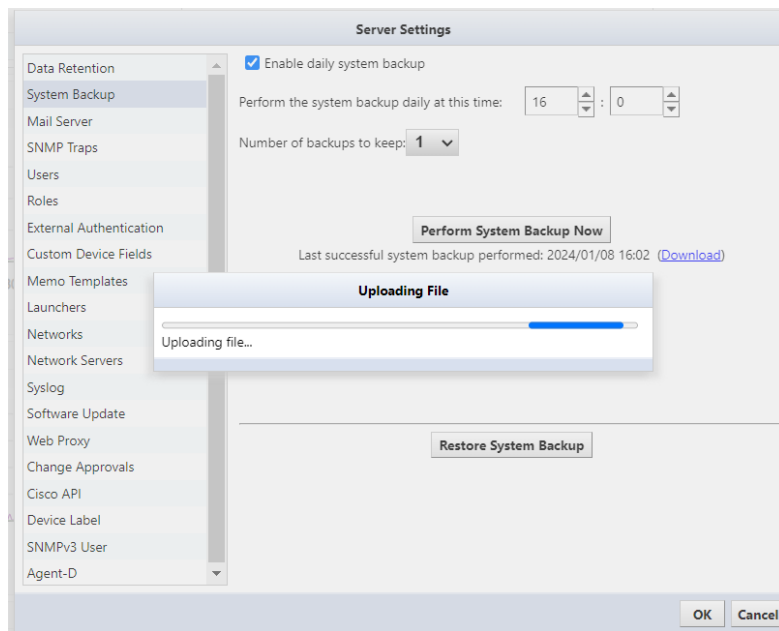 Server Settings
Data Retention
System Backup
Mail Server
SNMP Traps
Users
Roles
External Authentication
Custom Device Fields
Memo Templates
Launchers
Networks
Network Servers
Syslog
Software Update
Web Proxy
Change Approvals
Cisco API
Device Label
SNMPv3 User
Agent-D
Enable daily system backup
Perform the system backup daily at this time: 16 : 0
Number of backups to keep: 1
Perform System Backup Now
Last successful system backup performed: 2024/01/08 16:02 (Download)
Uploading File
Uploading file...
Restore System Backup
OK Cancel